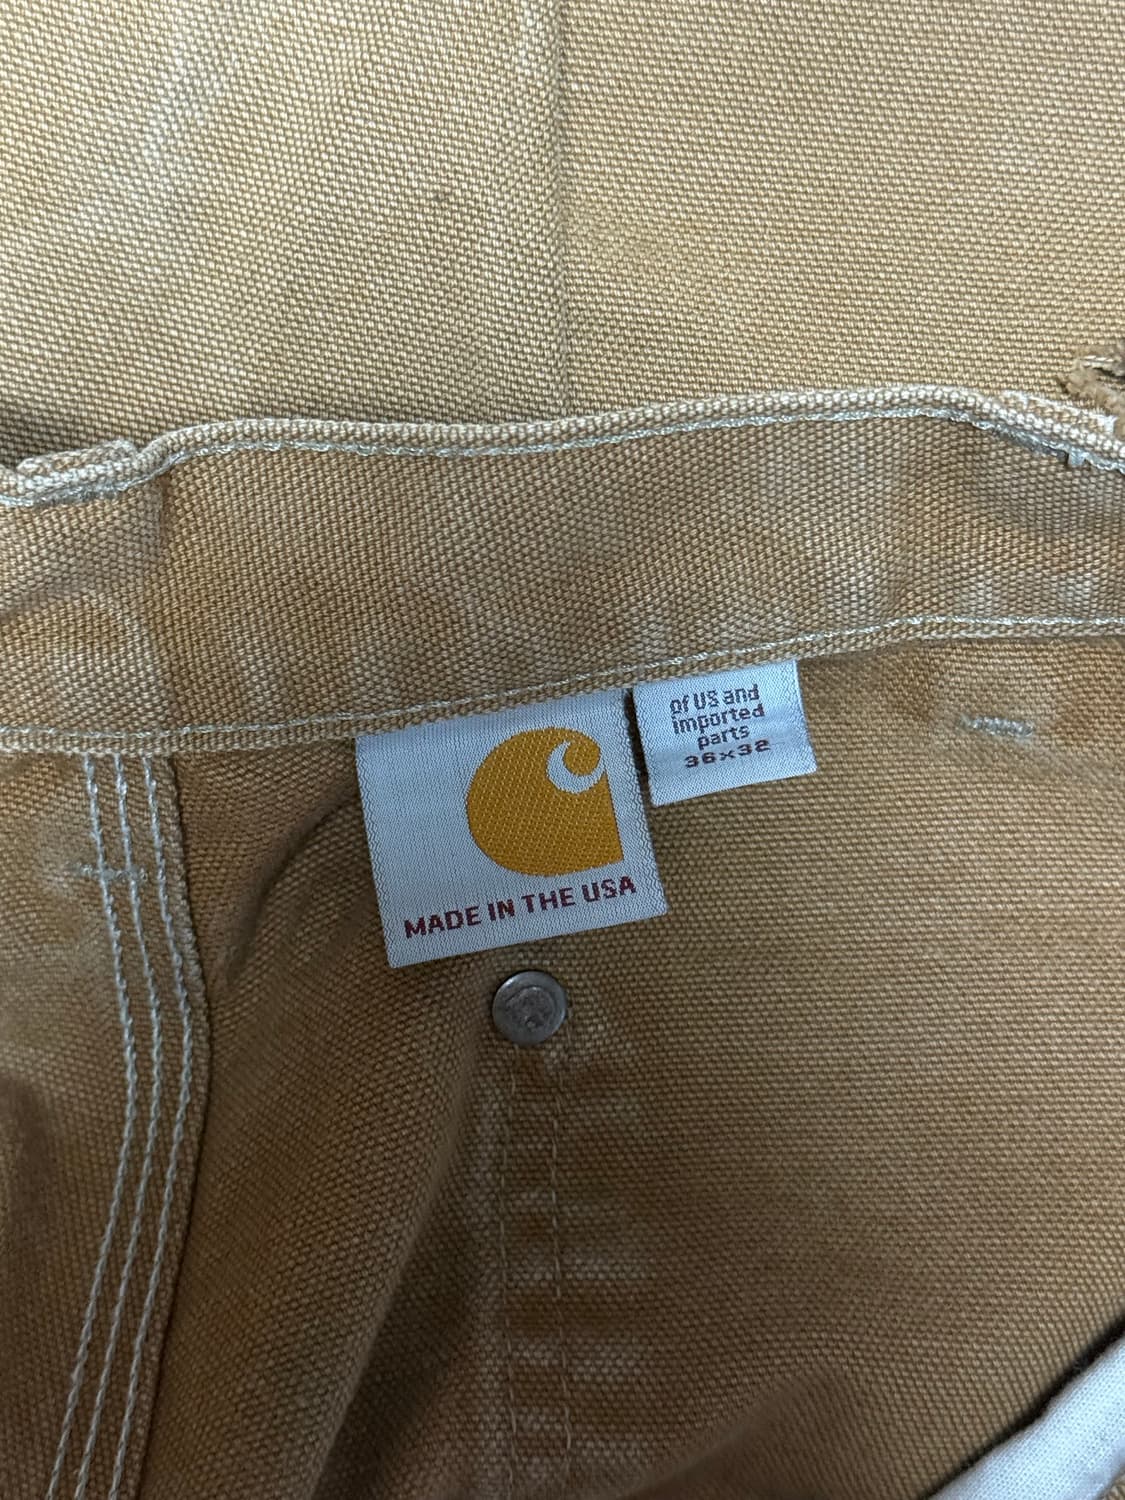 MADE IN THE USA
of US and
imported
parts
36x32